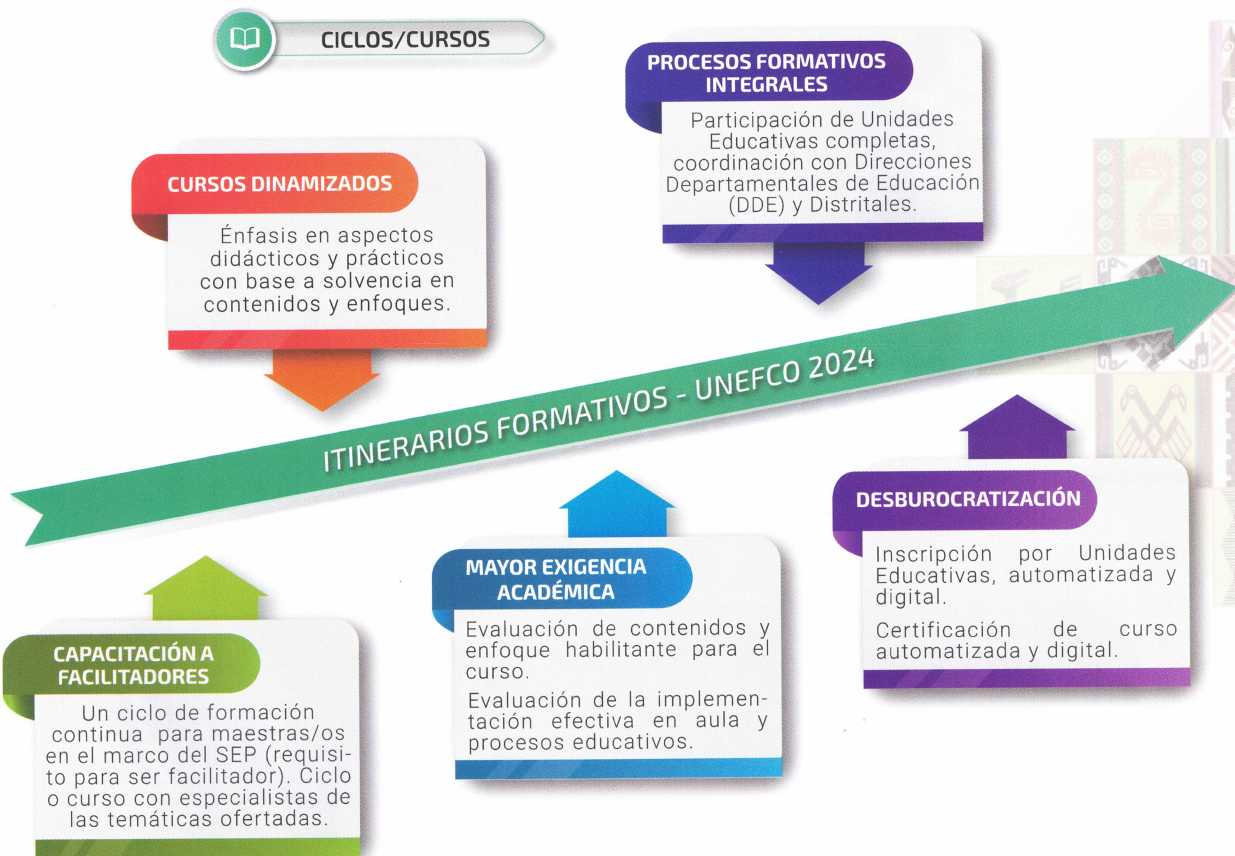 CICLOS/CURSOS
PROCESOS FORMATIVOS
INTEGRALES
Participación de Unidades
Educativas completas,
coordinación con Direcciones
Departamentales de Educación
(DDE) y Distritales.
CURSOS DINAMIZADOS
Énfasis en aspectos
didácticos y prácticos
con base a solvencia en
contenidos y enfoques.
ITINERARIOS FORMATIVOS - UNEFCO 2024
DESBUROCRATIZACIÓN
Inscripción por Unidades
Educativas, automatizada y
digital.
Certificación de curso
automatizada y digital.
MAYOR EXIGENCIA
ACADÉMICA
Evaluación de contenidos y
enfoque habilitante para el
curso.
Evaluación de la implemen-
tación efectiva en aula y
procesos educativos.
CAPACITACIÓN A
FACILITADORES
Un ciclo de formación
continua para maestras/os
en el marco del SEP (requisi-
to para ser facilitador). Ciclo
o curso con especialistas de
las temáticas ofertadas.